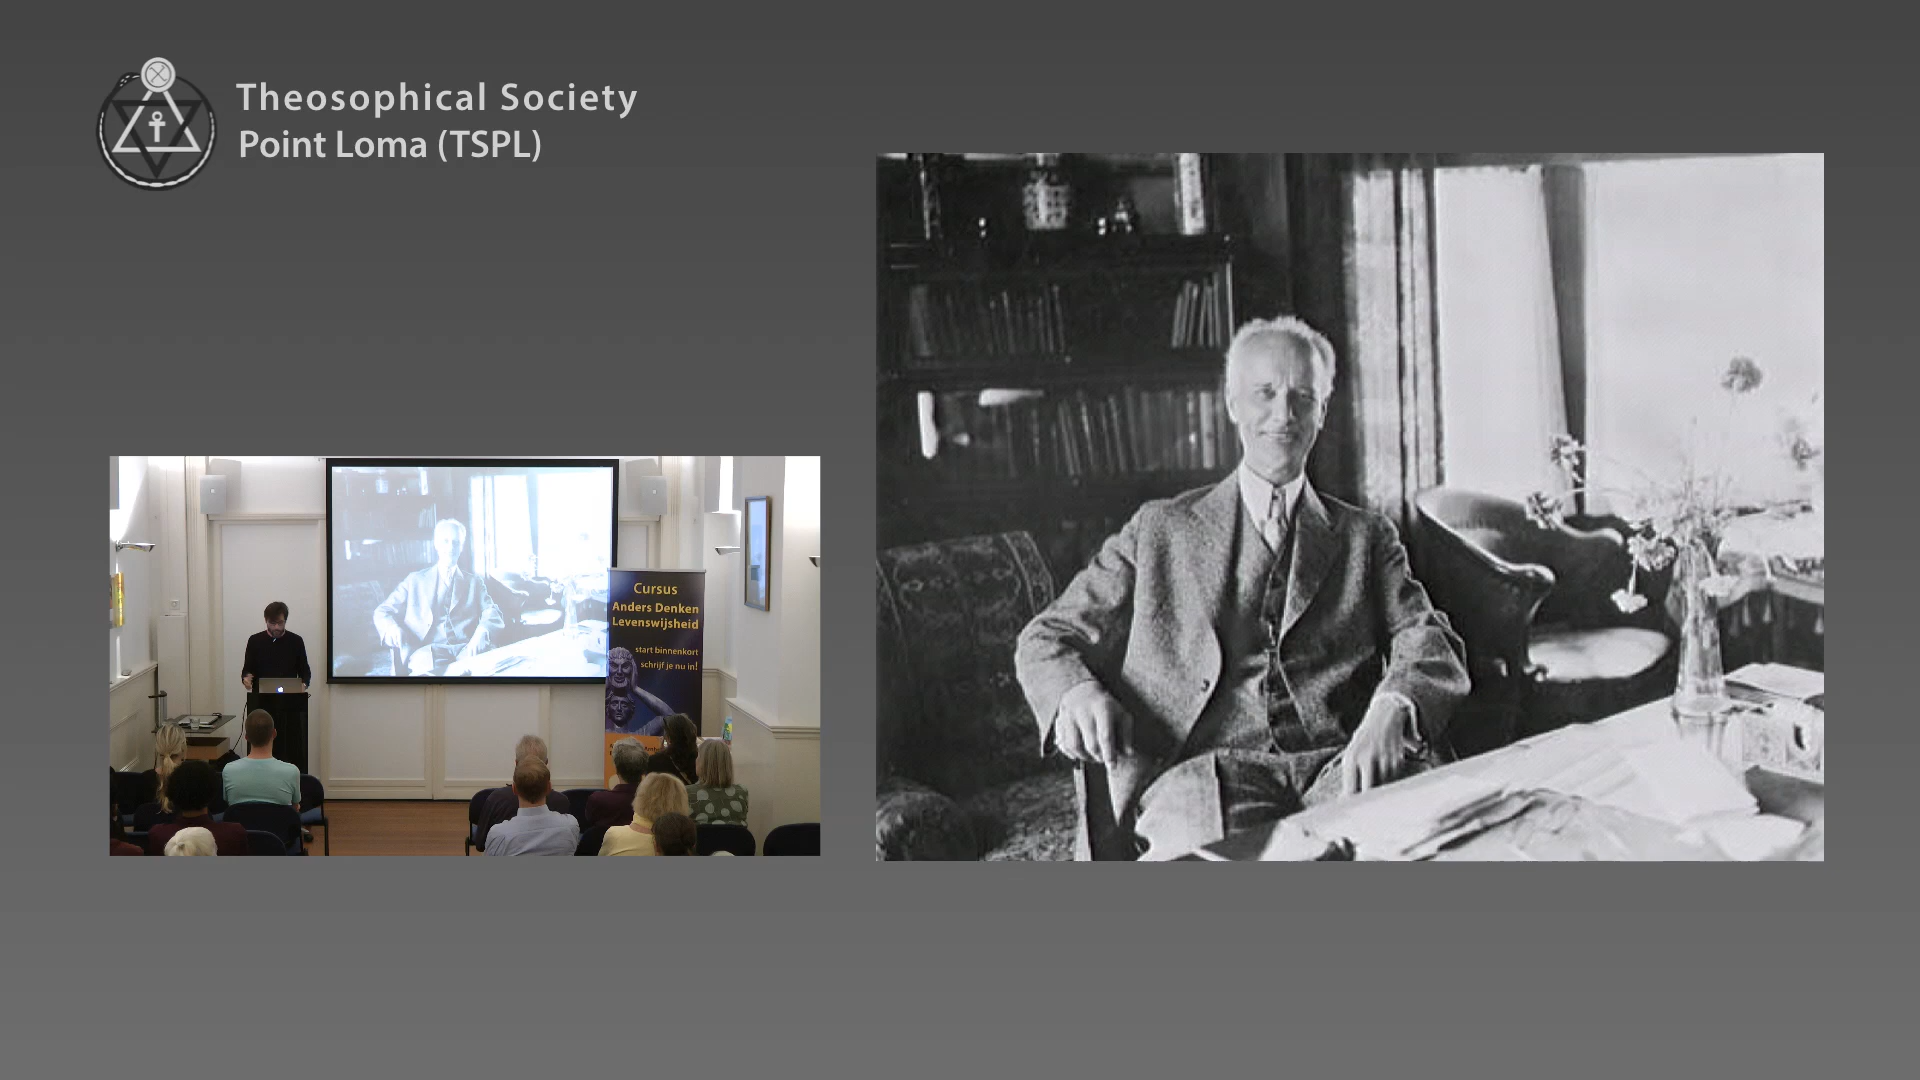 Theosophical Society
Point Loma (TSPL)
Cursus
Anders Denken
Levenswijsheid
start binnenkort
schrijf je nu in!